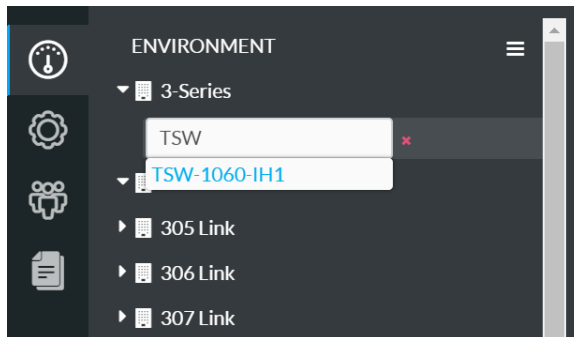 ENVIRONMENT
3-Series
TSW
TSW-1060-IH1
305 Link
306 Link
307 Link